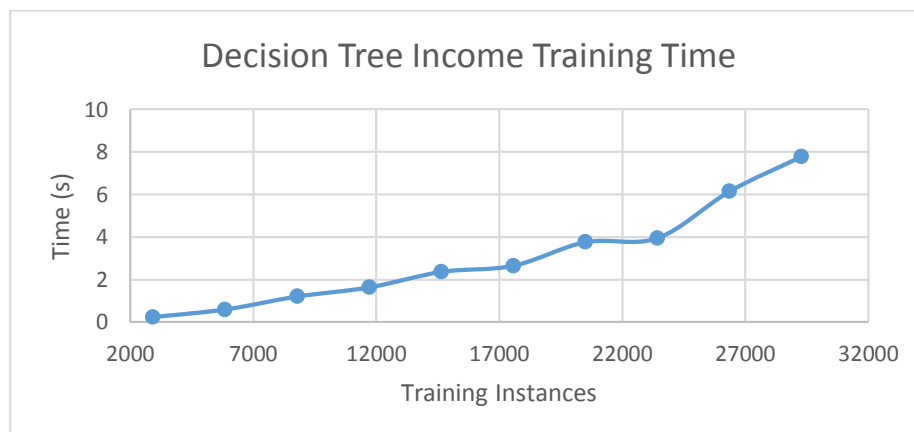 Decision Tree Income Training Time
10
8
6
4
2
0
Time (s)
2000 7000 12000 17000 22000 27000 32000
Training Instances